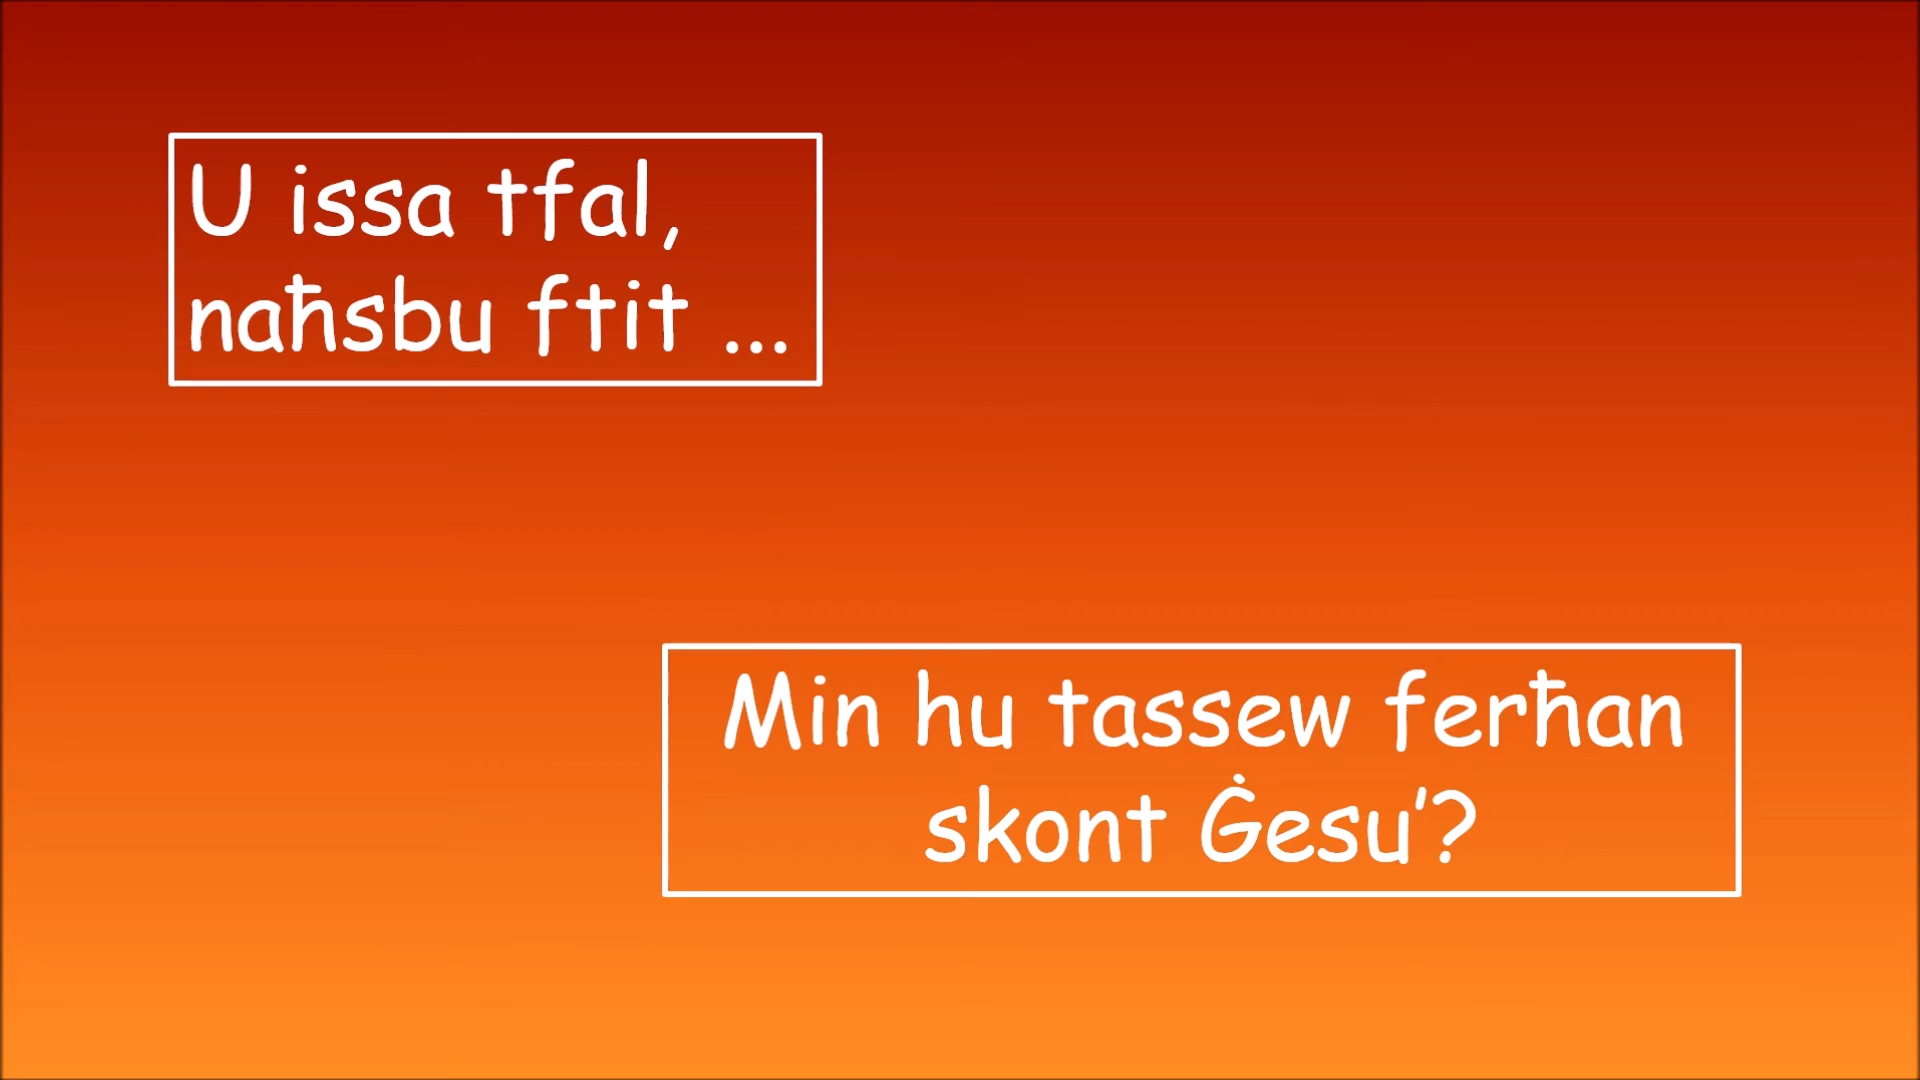 U issa tfal,
naħsbu ftit ...
Min hu tassew ferħan
skont Ġesu’?